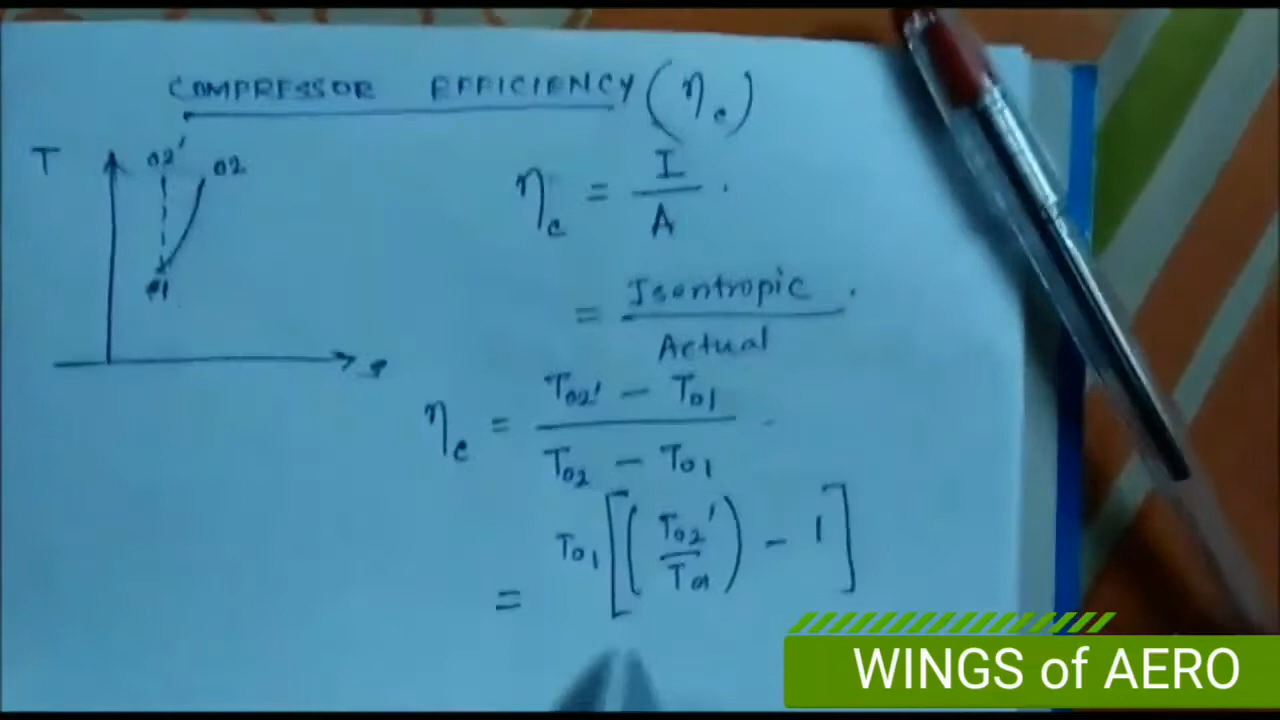 COMPRESSOR EFFICIENCY (ηc)
T
02'
02
01
s
ηc = I / A .
= Isentropic / Actual .
ηc = T02' - T01 / T02 - T01
= T01 [ ( T02' / T01 ) - 1 ]
WINGS of AERO